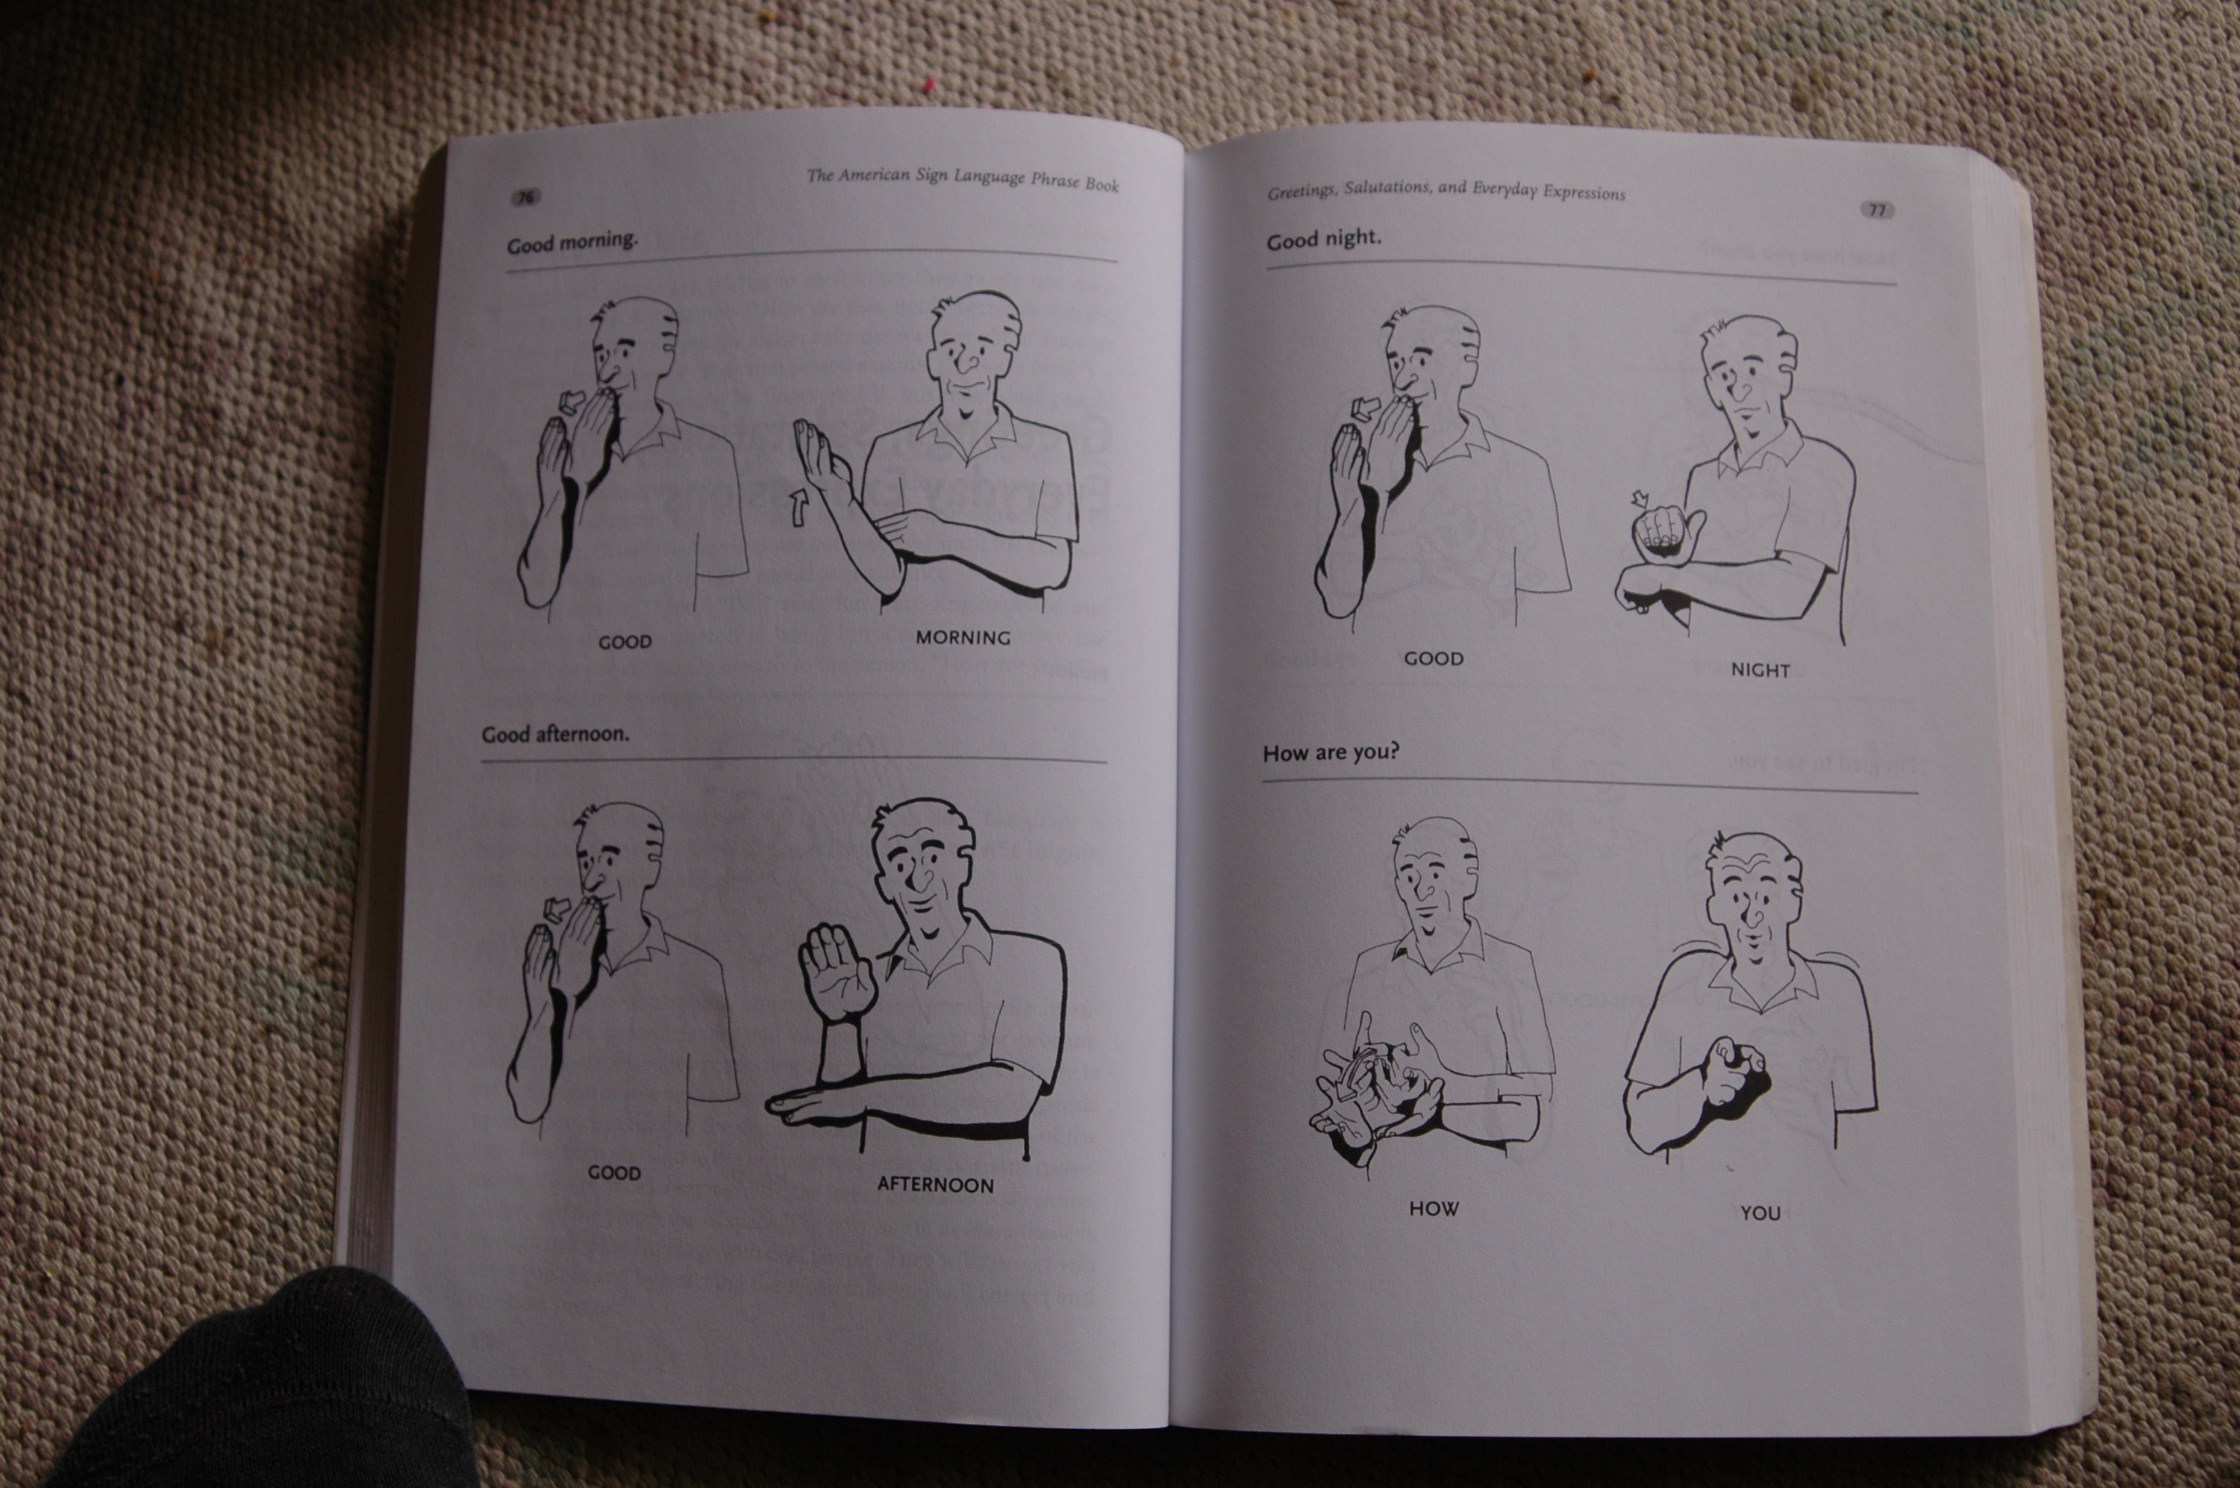 76
The American Sign Language Phrase Book
Good morning.
GOOD
MORNING
Good afternoon.
GOOD
AFTERNOON
Greetings, Salutations, and Everyday Expressions
77
Good night.
GOOD
NIGHT
How are you?
HOW
YOU